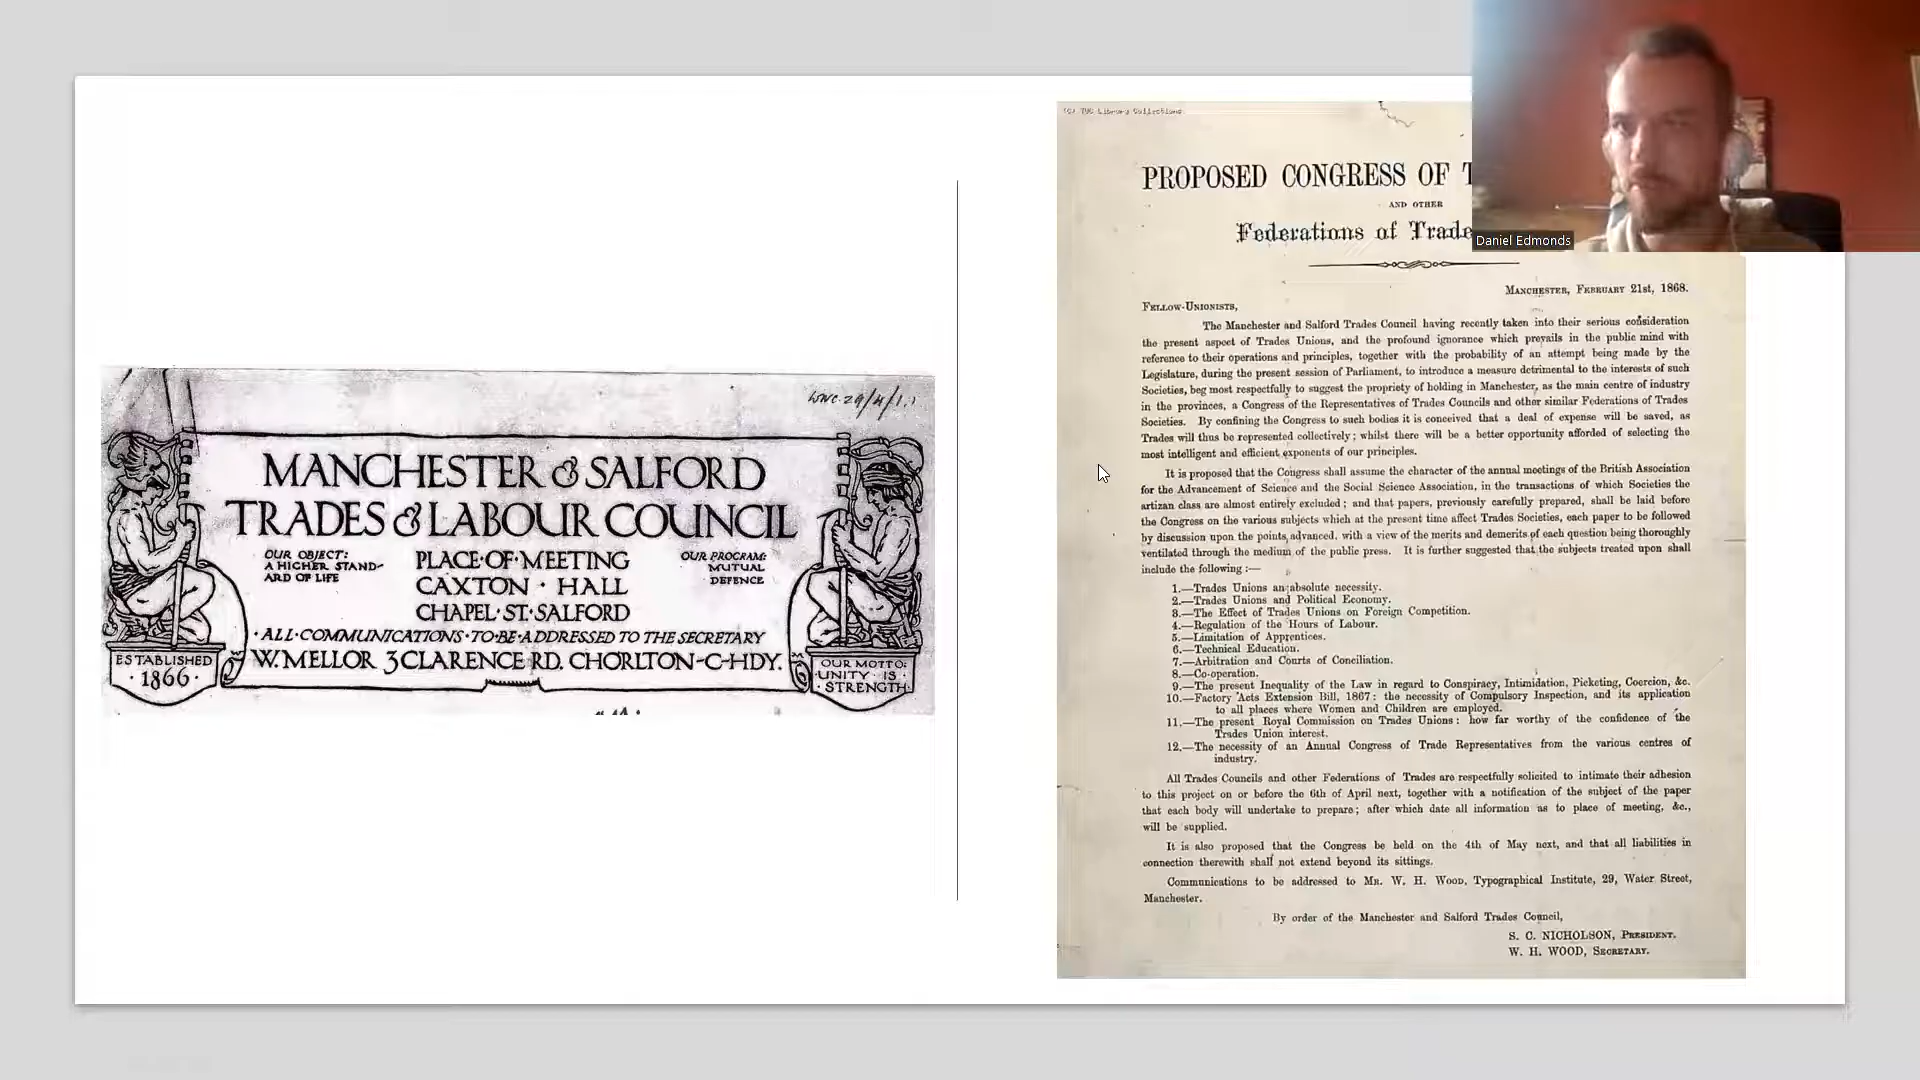 (C) TUC Library Collections
PROPOSED CONGRESS OF T
AND OTHER
Federations of Trade
Daniel Edmonds
MANCHESTER, FEBRUARY 21st, 1868.
FELLOW-UNIONISTS,
The Manchester and Salford Trades Council having recently taken into their serious consideration
the present aspect of Trades Unions, and the profound ignorance which prevails in the public mind with
reference to their operations and principles, together with the probability of an attempt being made by the
Legislature, during the present session of Parliament, to introduce a measure detrimental to the interests of such
Societies, beg most respectfully to suggest the propriety of holding in Manchester, as the main centre of industry
in the provinces, a Congress of the Representatives of Trades Councils and other similar Federations of Trades
Societies. By confining the Congress to such bodies it is conceived that a deal of expense will be saved, as
Trades will thus be represented collectively; whilst there will be a better opportunity afforded of selecting the
most intelligent and efficient exponents of our principles.
It is proposed that the Congress shall assume the character of the annual meetings of the British Association
for the Advancement of Science and the Social Science Association, in the transactions of which Societies the
artizan class are almost entirely excluded; and that papers, previously carefully prepared, shall be laid before
the Congress on the various subjects which at the present time affect Trades Societies, each paper to be followed
by discussion upon the points advanced, with a view of the merits and demerits of each question being thoroughly
ventilated through the medium of the public press. It is further suggested that the subjects treated upon shall
include the following :—
1.—Trades Unions an absolute necessity.
2.—Trades Unions and Political Economy.
3.—The Effect of Trades Unions on Foreign Competition.
4.—Regulation of the Hours of Labour.
5.—Limitation of Apprentices.
6.—Technical Education.
7.—Arbitration and Courts of Conciliation.
8.—Co-operation.
9.—The present Inequality of the Law in regard to Conspiracy, Intimidation, Picketing, Coercion, &c.
10.—Factory Acts Extension Bill, 1867: the necessity of Compulsory Inspection, and its application
to all places where Women and Children are employed.
11.—The present Royal Commission on Trades Unions: how far worthy of the confidence of the
Trades Union interest.
12.—The necessity of an Annual Congress of Trade Representatives from the various centres of
industry.
All Trades Councils and other Federations of Trades are respectfully solicited to intimate their adhesion
to this project on or before the 6th of April next, together with a notification of the subject of the paper
that each body will undertake to prepare; after which date all information as to place of meeting, &c.,
will be supplied.
It is also proposed that the Congress be held on the 4th of May next, and that all liabilities in
connection therewith shall not extend beyond its sittings.
Communications to be addressed to MR. W. H. WOOD, Typographical Institute, 29, Water Street,
Manchester.
By order of the Manchester and Salford Trades Council,
S. C. NICHOLSON, PRESIDENT.
W. H. WOOD, SECRETARY.
MANCHESTER & SALFORD
TRADES & LABOUR COUNCIL
OUR OBJECT:
A HIGHER STAND-
ARD OF LIFE
PLACE·OF·MEETING
CAXTON · HALL
CHAPEL·ST·SALFORD
OUR PROGRAM:
MUTUAL
DEFENCE
·ALL·COMMUNICATIONS·TO·BE·ADDRESSED TO THE SECRETARY
W. MELLOR 3 CLARENCE RD. CHORLTON-C-HDY.
ESTABLISHED
·1866·
OUR MOTTO:
UNITY IS
·STRENGTH·